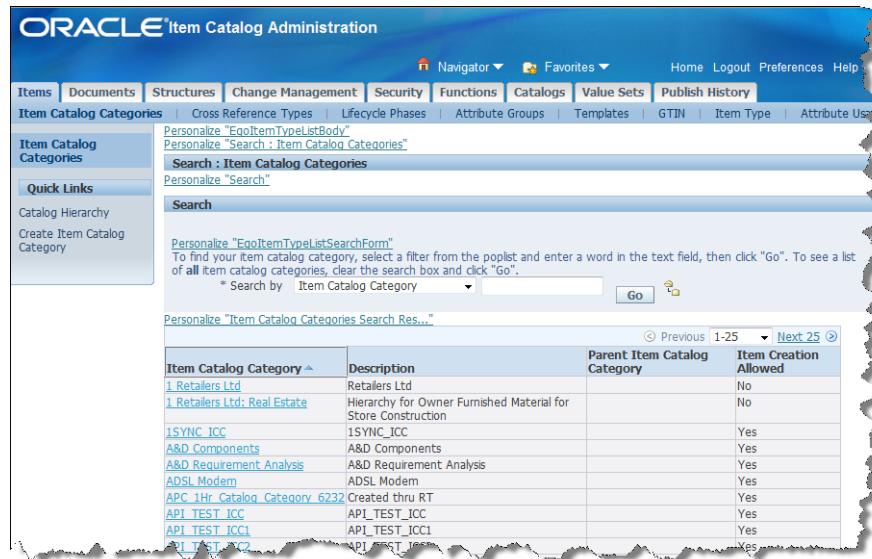 ORACLE Item Catalog Administration
Navigator Favorites Home Logout Preferences Help
Items Documents Structures Change Management Security Functions Catalogs Value Sets Publish History
Item Catalog Categories | Cross Reference Types | Lifecycle Phases | Attribute Groups | Templates | GTIN | Item Type | Attribute
Item Catalog
Categories
Quick Links
Catalog Hierarchy
Create Item Catalog
Category
Personalize "EgoItemTypeListBody"
Personalize "Search : Item Catalog Categories"
Search : Item Catalog Categories
Personalize "Search"
Search
Personalize "EgoItemTypeListSearchForm"
To find your item catalog category, select a filter from the poplist and enter a word in the text field, then click "Go". To see a list
of all item catalog categories, clear the search box and click "Go".
* Search by Item Catalog Category Go
Personalize "Item Catalog Categories Search Res..."
Previous 1-25 Next 25
Item Catalog Category Description Parent Item Catalog Category Item Creation Allowed
1 Retailers Ltd Retailers Ltd No
1 Retailers Ltd: Real Estate Hierarchy for Owner Furnished Material for No
Store Construction
1SYNC_ICC 1SYNC_ICC Yes
A&D Components A&D Components Yes
A&D Requirement Analysis A&D Requirement Analysis Yes
ADSL Modem ADSL Modem Yes
APC_1Hr_Catalog_Category_6232 Created thru RT Yes
API_TEST_ICC API_TEST_ICC Yes
API_TEST_ICC1 API_TEST_ICC1 Yes
Yes